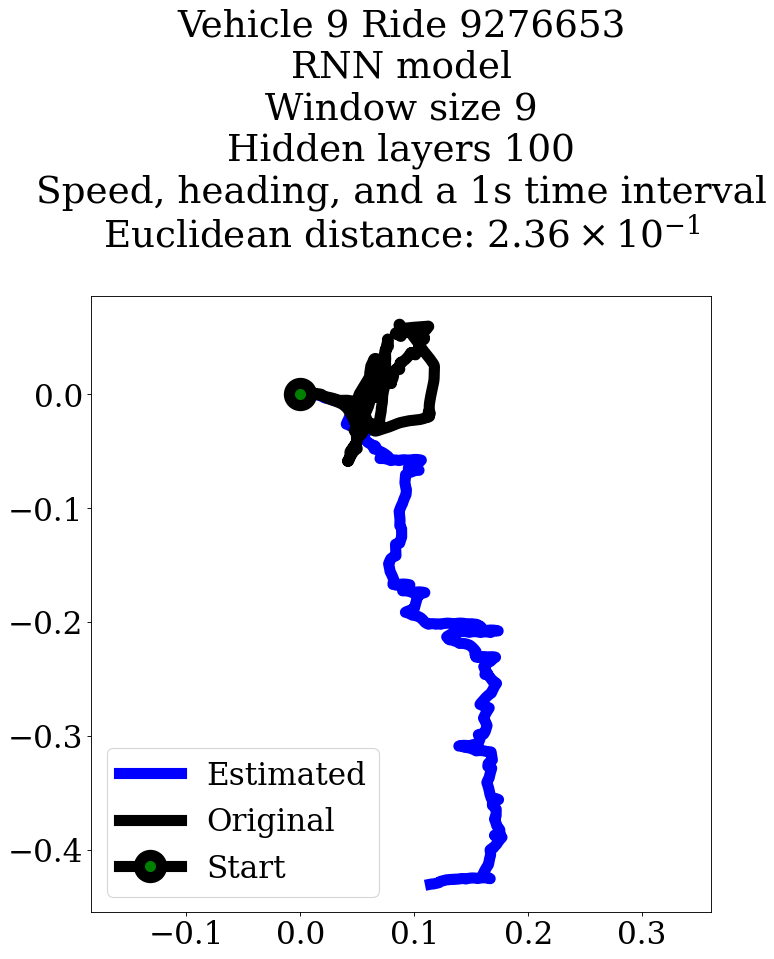 Vehicle 9 Ride 9276653
RNN model
Window size 9
Hidden layers 100
Speed, heading, and a 1s time interval
Euclidean distance: 2.36 × 10⁻¹
0.0
−0.1
−0.2
−0.3
−0.4
Estimated
Original
Start
−0.1 0.0 0.1 0.2 0.3